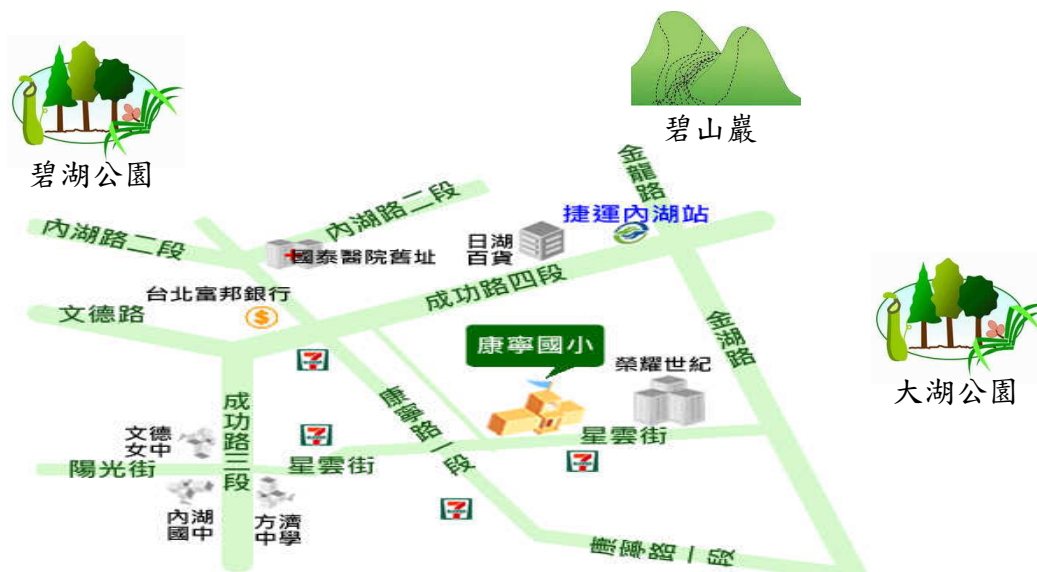 碧山巖
碧湖公園
金龍路
捷運內湖站
內湖路二段
內湖路二段
日湖
百貨
國泰醫院舊址
成功路四段
台北富邦銀行
文德路
金湖路
康寧國小
榮耀世紀
大湖公園
7
成功路三段
康寧路一段
文德
女中
7
星雲街
陽光街
星雲街
7
內湖
國中
方濟
中學
7
康寧路一段